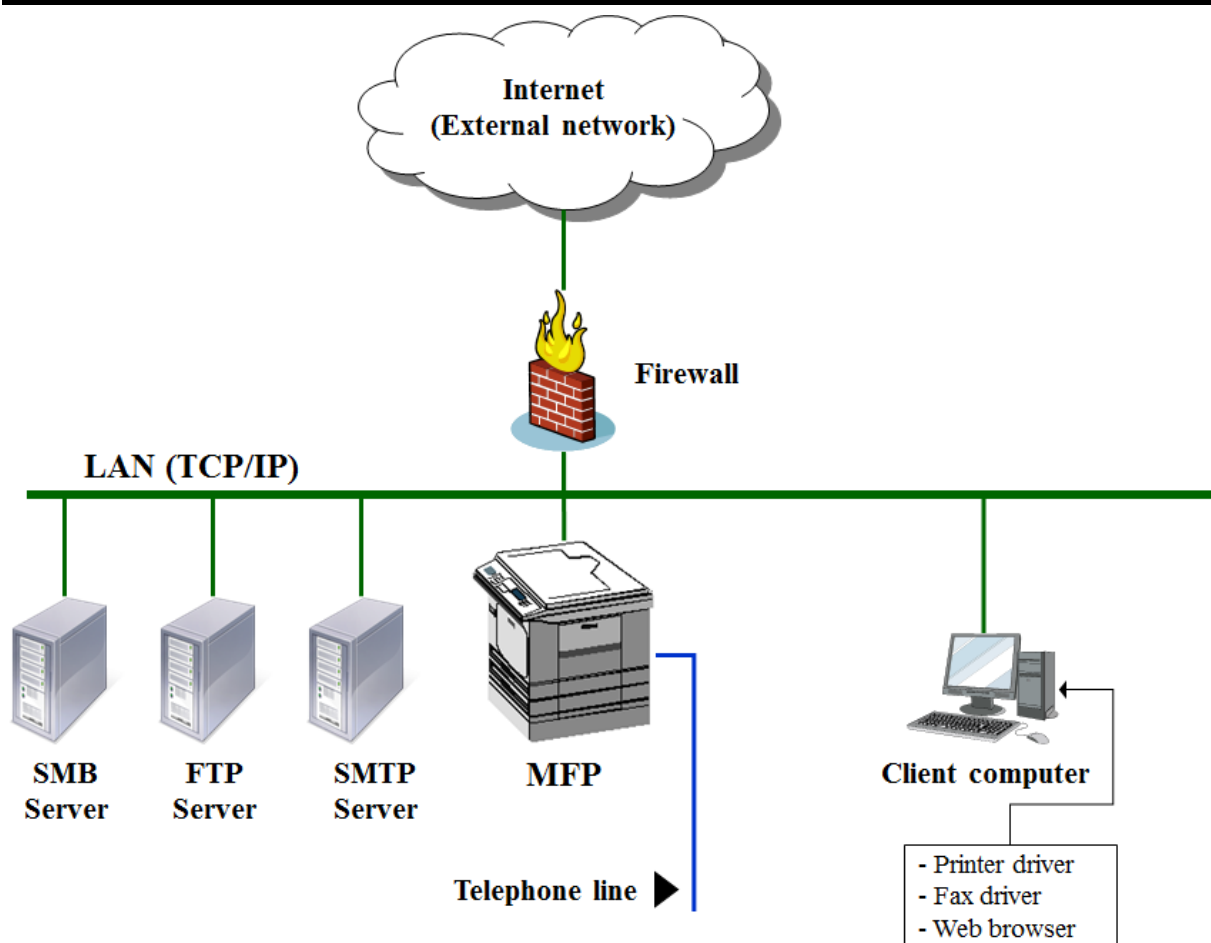 Internet
(External network)
Firewall
LAN (TCP/IP)
SMB
Server
FTP
Server
SMTP
Server
MFP
Client computer
Telephone line
- Printer driver
- Fax driver
- Web browser